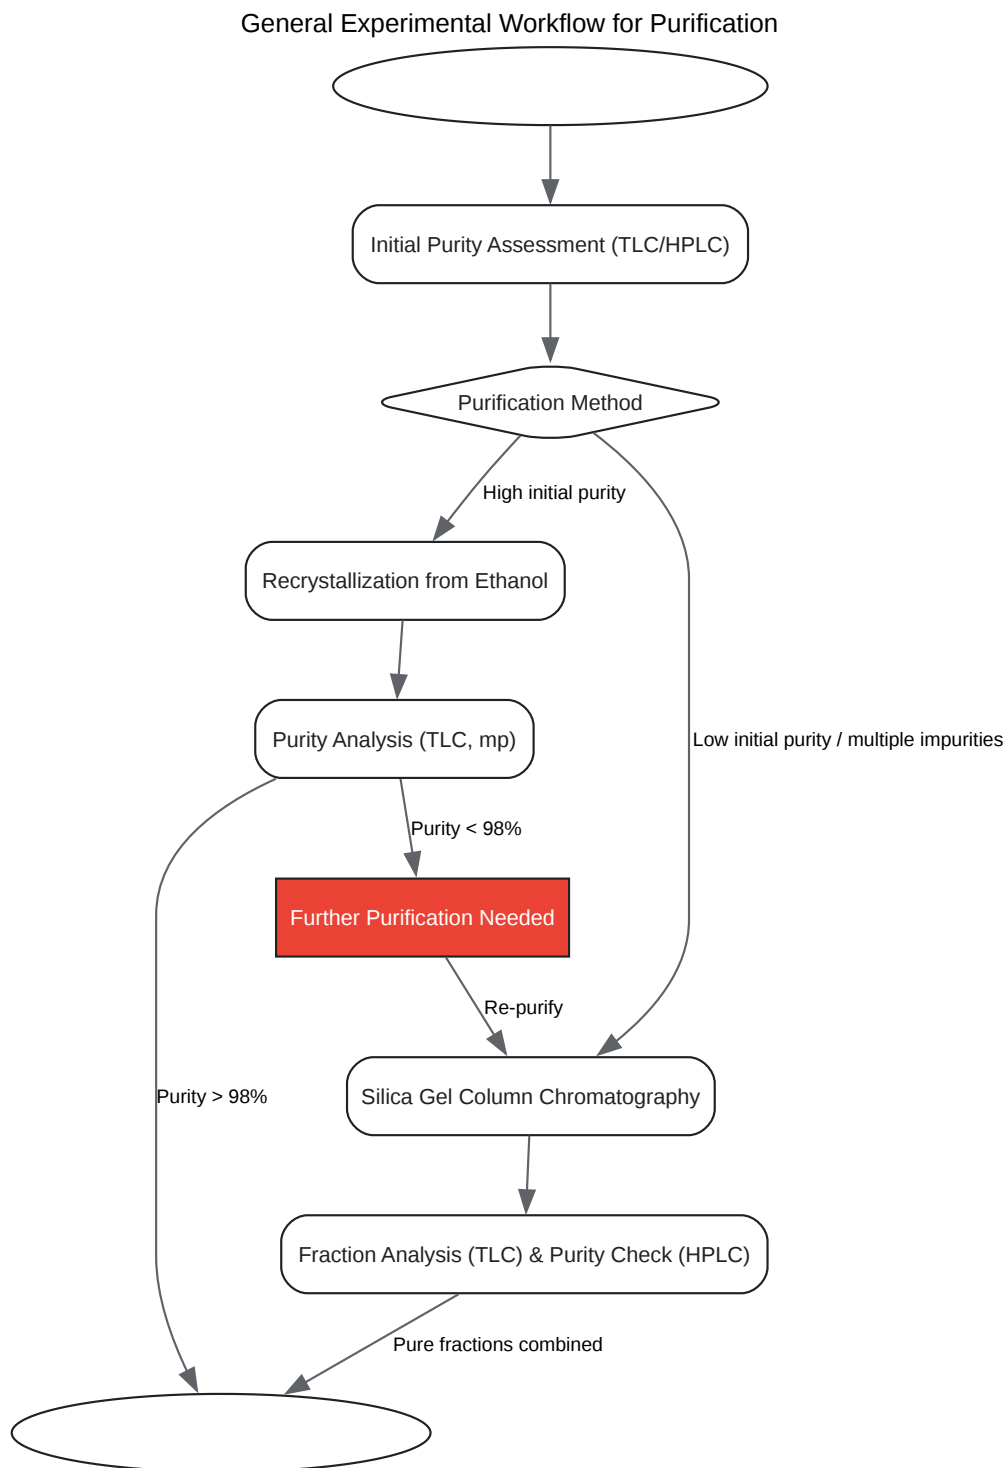 General Experimental Workflow for Purification
Initial Purity Assessment (TLC/HPLC)
Purification Method
High initial purity
Recrystallization from Ethanol
Purity Analysis (TLC, mp)
Low initial purity / multiple impurities
Purity < 98%
Further Purification Needed
Re-purify
Purity > 98%
Silica Gel Column Chromatography
Fraction Analysis (TLC) & Purity Check (HPLC)
Pure fractions combined